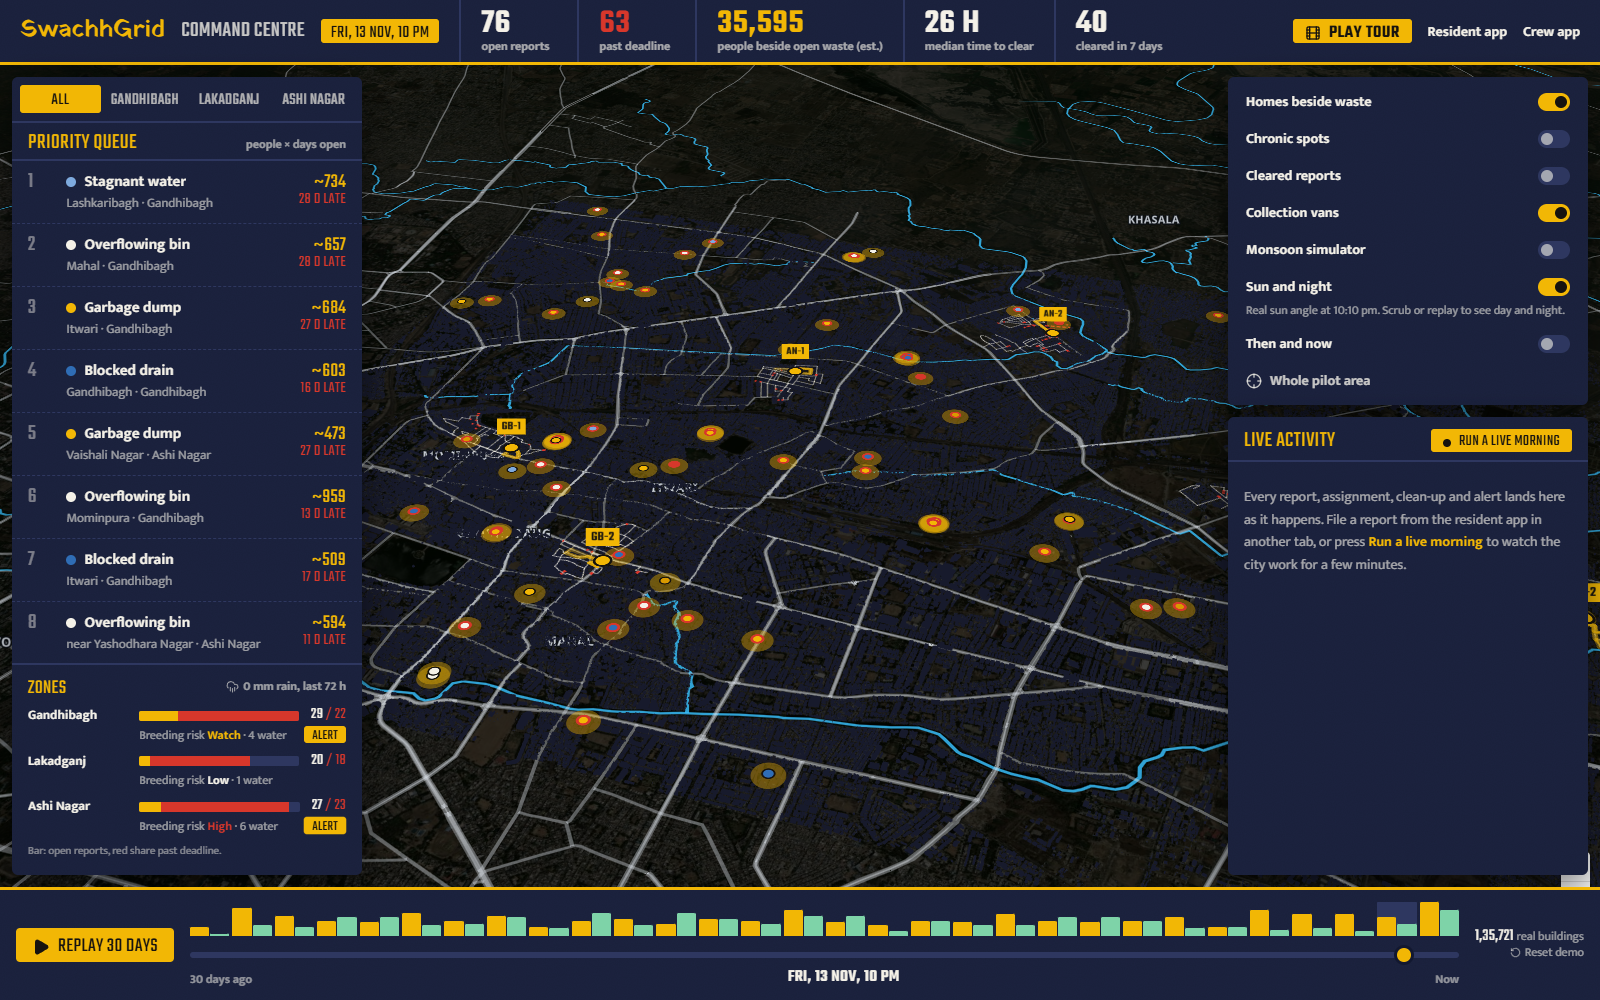 SwachhGrid
COMMAND CENTRE
FRI, 13 NOV, 10 PM
76
open reports
63
past deadline
35,595
people beside open waste (est.)
26 H
median time to clear
40
cleared in 7 days
PLAY TOUR
Resident app
Crew app
ALL
GANDHIBAGH
LAKADGANJ
ASHI NAGAR
PRIORITY QUEUE
people × days open
1
Stagnant water
~734
Lashkaribagh · Gandhibagh
28 D LATE
2
Overflowing bin
~657
Mahal · Gandhibagh
28 D LATE
3
Garbage dump
~684
Itwari · Gandhibagh
27 D LATE
4
Blocked drain
~603
Gandhibagh · Gandhibagh
16 D LATE
5
Garbage dump
~473
Vaishali Nagar · Ashi Nagar
27 D LATE
6
Overflowing bin
~959
Mominpura · Gandhibagh
13 D LATE
7
Blocked drain
~509
Itwari · Gandhibagh
17 D LATE
8
Overflowing bin
~594
near Yashodhara Nagar · Ashi Nagar
11 D LATE
ZONES
0 mm rain, last 72 h
Gandhibagh
29 / 22
Breeding risk Watch · 4 water
ALERT
Lakadganj
20 / 18
Breeding risk Low · 1 water
Ashi Nagar
27 / 23
Breeding risk High · 6 water
ALERT
Bar: open reports, red share past deadline.
KHASALA
AN-2
AN-1
GB-1
GB-2
MAHAL
Homes beside waste
Chronic spots
Cleared reports
Collection vans
Monsoon simulator
Sun and night
Real sun angle at 10:10 pm. Scrub or replay to see day and night.
Then and now
Whole pilot area
LIVE ACTIVITY
RUN A LIVE MORNING
Every report, assignment, clean-up and alert lands here
as it happens. File a report from the resident app in
another tab, or press Run a live morning to watch the
city work for a few minutes.
REPLAY 30 DAYS
30 days ago
FRI, 13 NOV, 10 PM
Now
1,35,721 real buildings
Reset demo